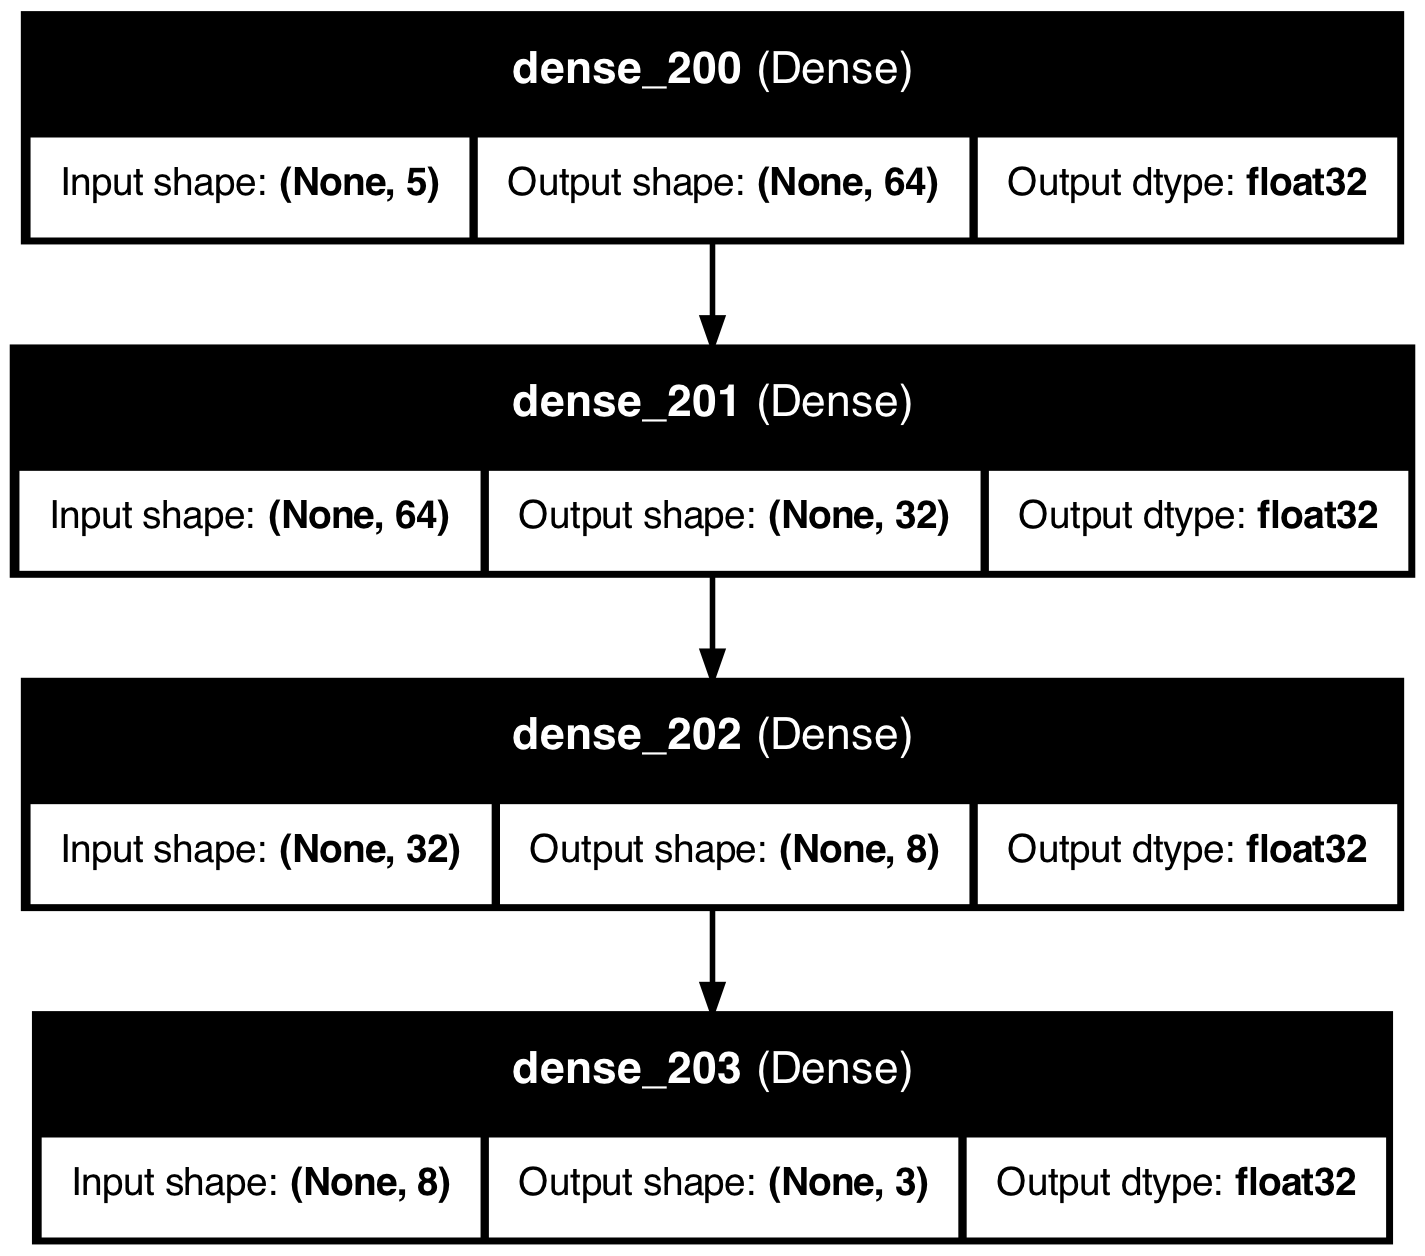 dense_200 (Dense)
Input shape: (None, 5) Output shape: (None, 64) Output dtype: float32
dense_201 (Dense)
Input shape: (None, 64) Output shape: (None, 32) Output dtype: float32
dense_202 (Dense)
Input shape: (None, 32) Output shape: (None, 8) Output dtype: float32
dense_203 (Dense)
Input shape: (None, 8) Output shape: (None, 3) Output dtype: float32